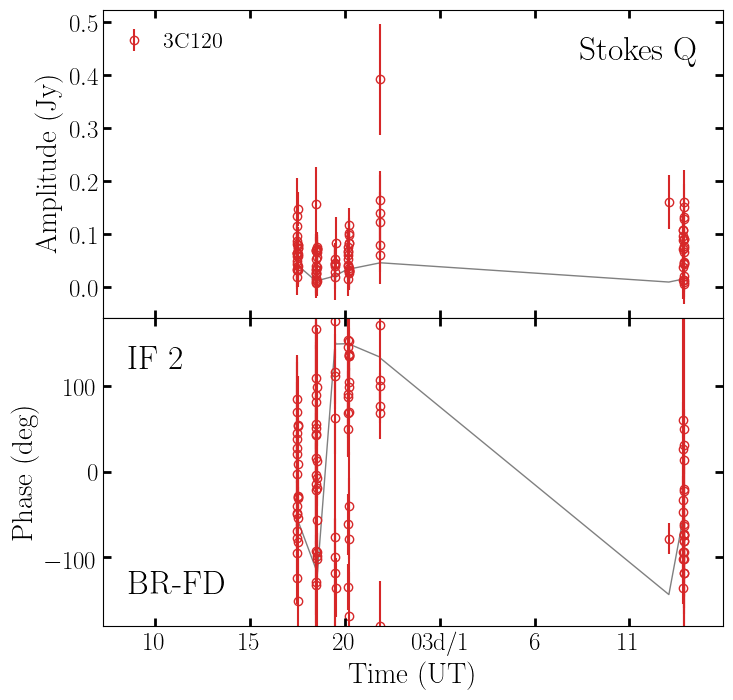 Stokes Q
3C120
0.5
0.4
0.3
0.2
0.1
0.0
Amplitude (Jy)
IF 2
100
0
−100
Phase (deg)
BR-FD
10 15 20 03d/1 6 11
Time (UT)